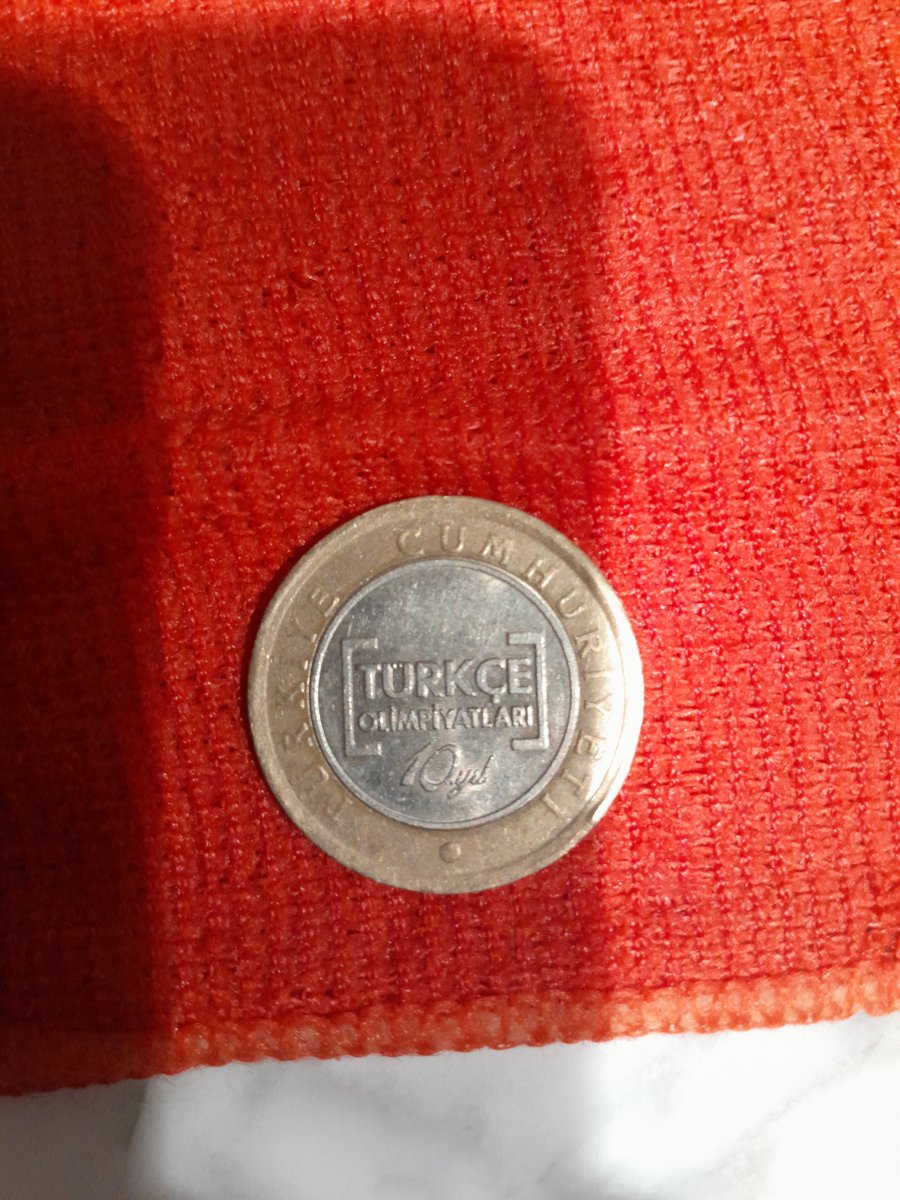 TÜRKİYE CUMHURİYETİ
TÜRKÇE
OLİMPİYATLARI
10.yıl